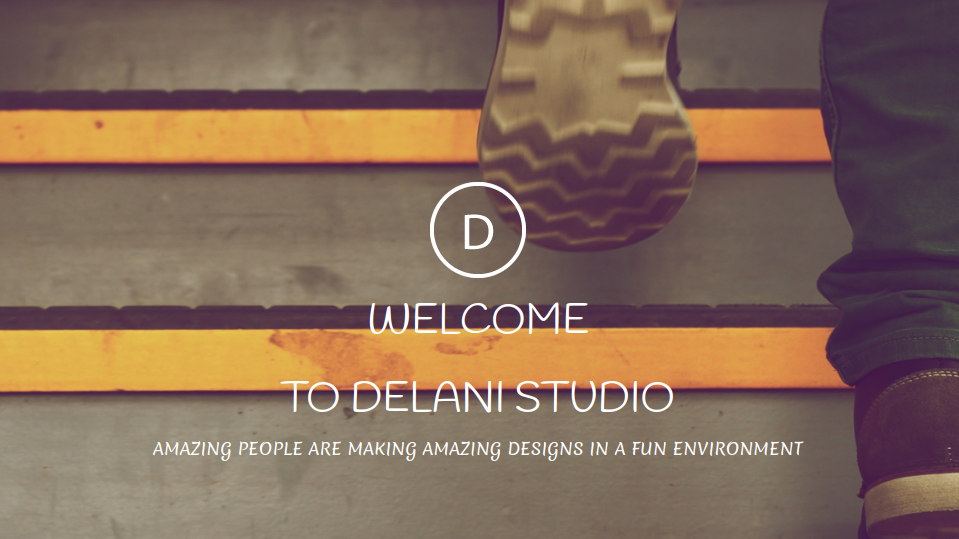 D
WELCOME
TO DELANI STUDIO
AMAZING PEOPLE ARE MAKING AMAZING DESIGNS IN A FUN ENVIRONMENT